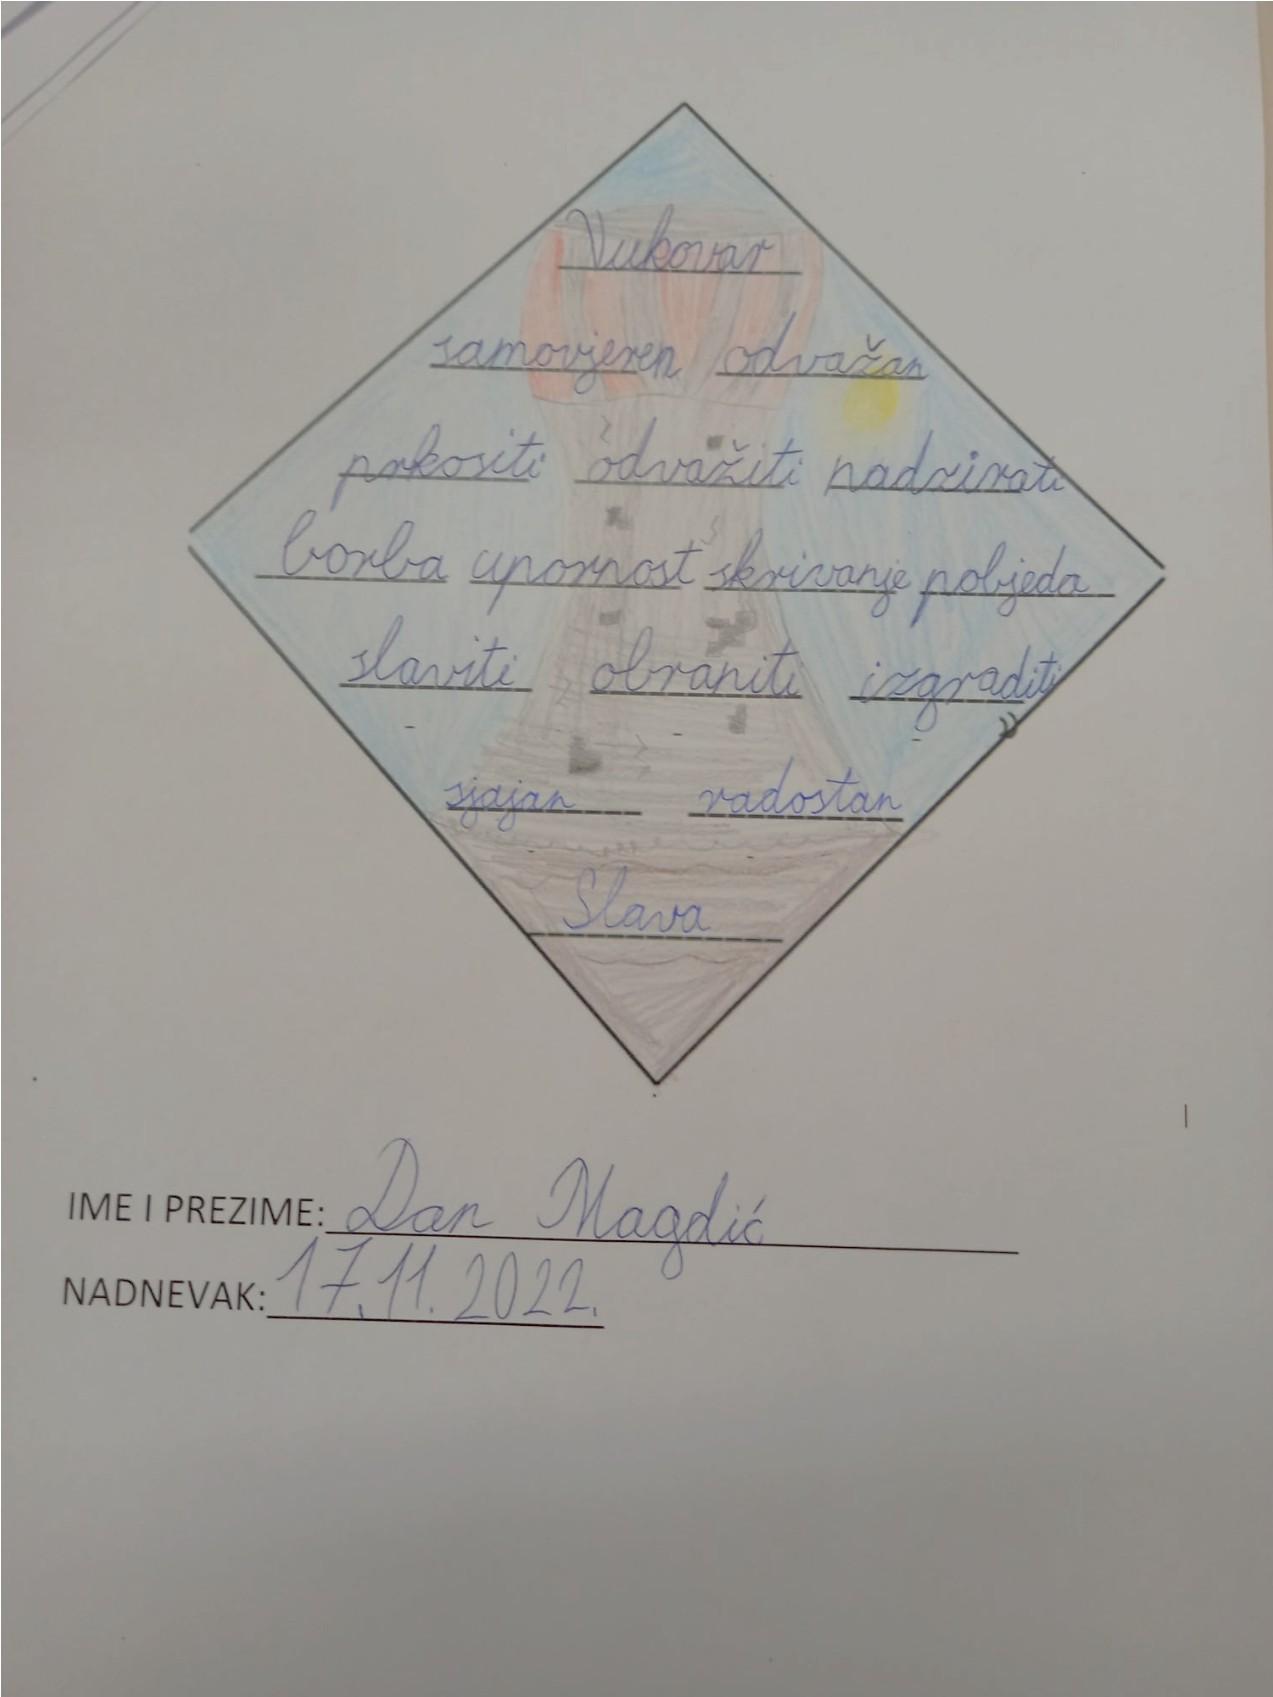 Vukovar
samovjeren odvažan
prkositi odvažiti nadzirati
borba upornost skrivanje pobjeda
slaviti obraniti izgraditi
sjajan radostan
Slava
IME I PREZIME: Dan Magdić
NADNEVAK: 17.11.2022.